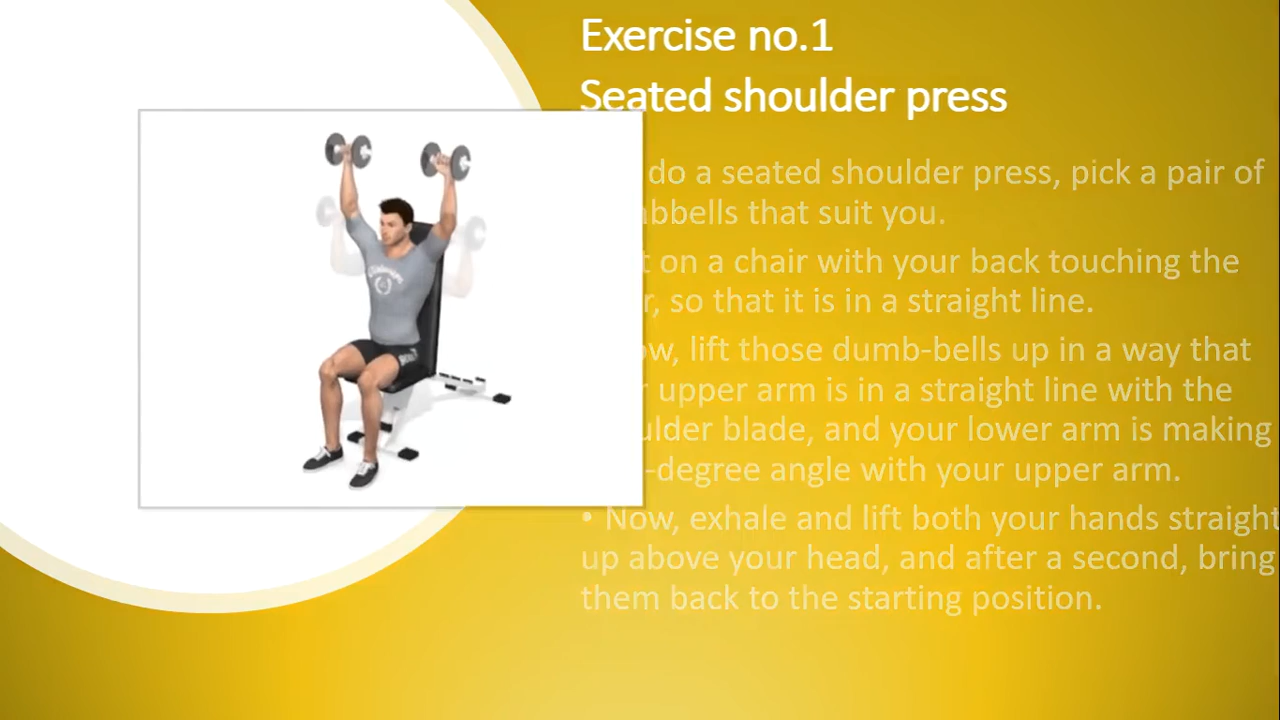 Exercise no.1
Seated shoulder press
do a seated shoulder press, pick a pair of
bbells that suit you.
on a chair with your back touching the
so that it is in a straight line.
lift those dumb-bells up in a way that
upper arm is in a straight line with the
blade, and your lower arm is making
-degree angle with your upper arm.
• Now, exhale and lift both your hands straight
up above your head, and after a second, bring
them back to the starting position.